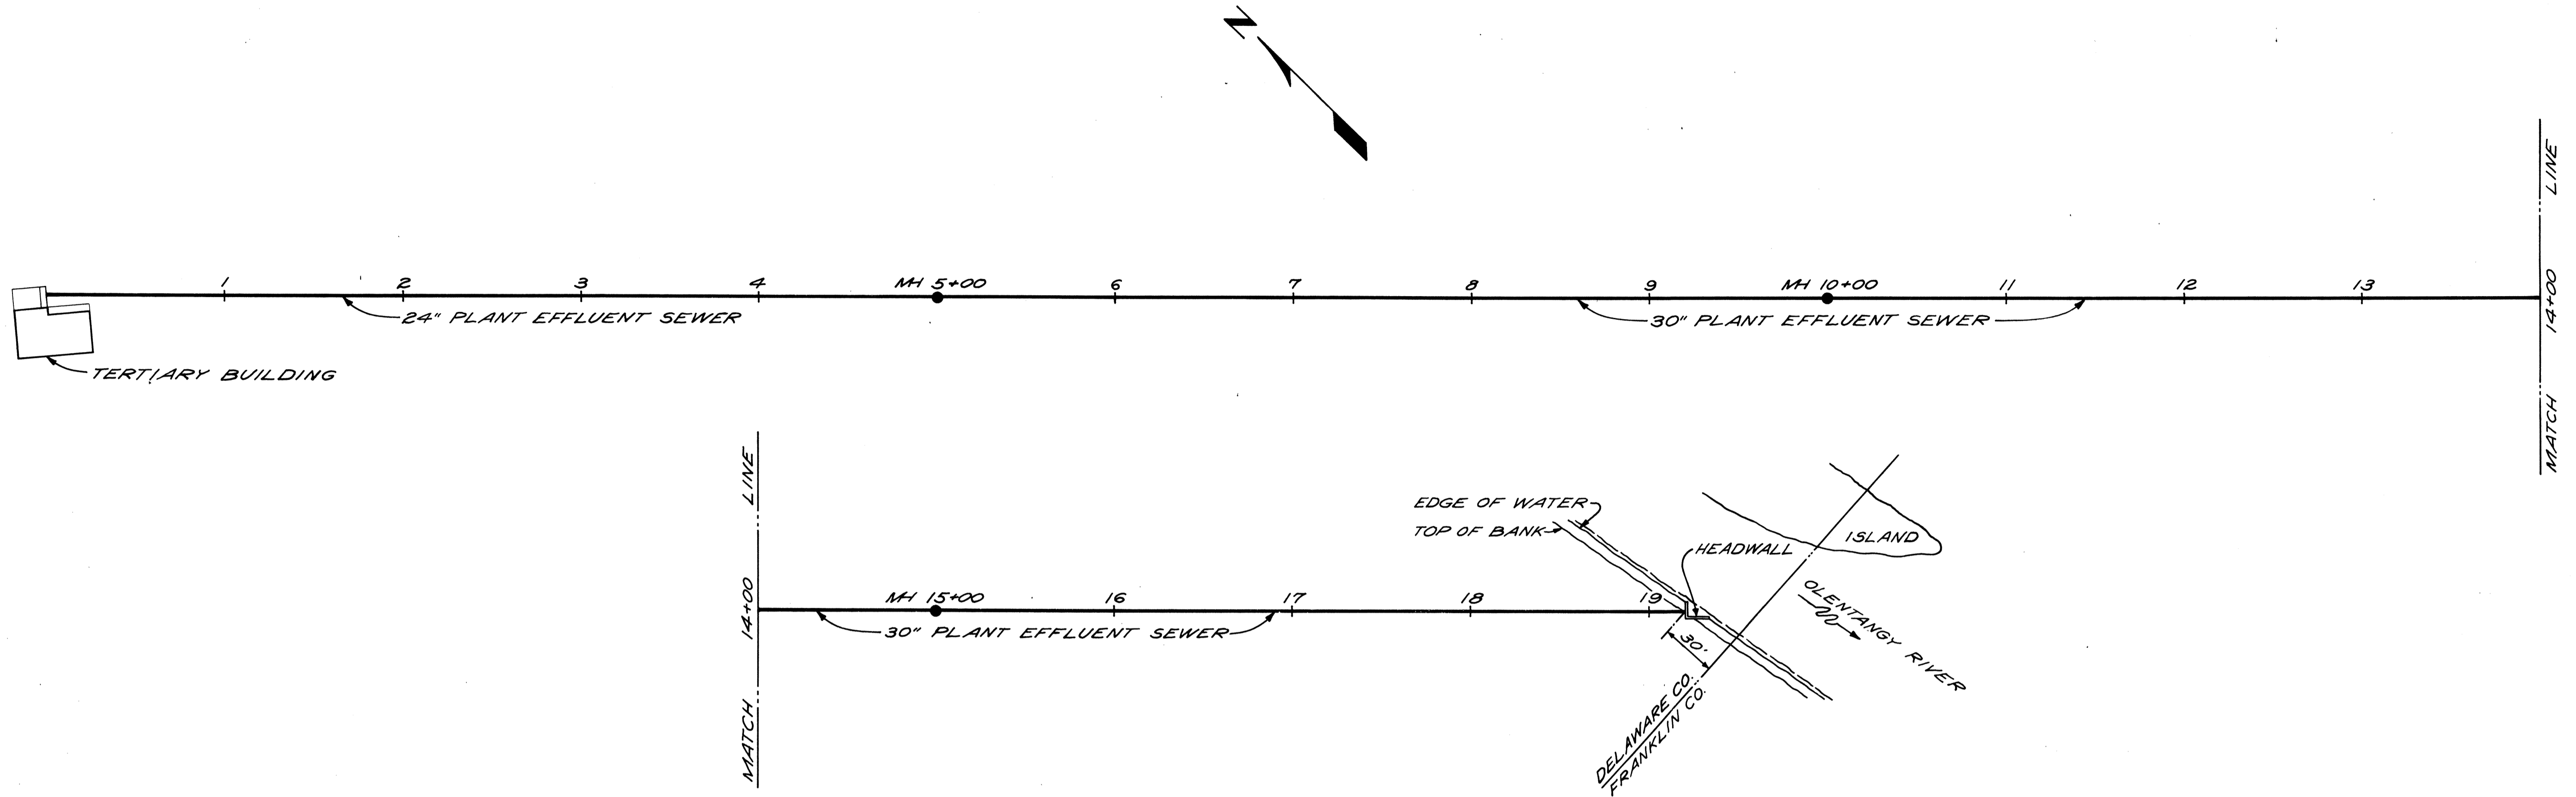 N
1 2 3 4 MH 5+00 6 7 8 9 MH 10+00 11 12 13
24" PLANT EFFLUENT SEWER
30" PLANT EFFLUENT SEWER
TERTIARY BUILDING
MATCH 14+00 LINE
MATCH 14+00 LINE
EDGE OF WATER
TOP OF BANK
HEADWALL
ISLAND
MH 15+00 16 17 18 19
30" PLANT EFFLUENT SEWER
30'
OLENTANGY RIVER
DELAWARE CO.
FRANKLIN CO.